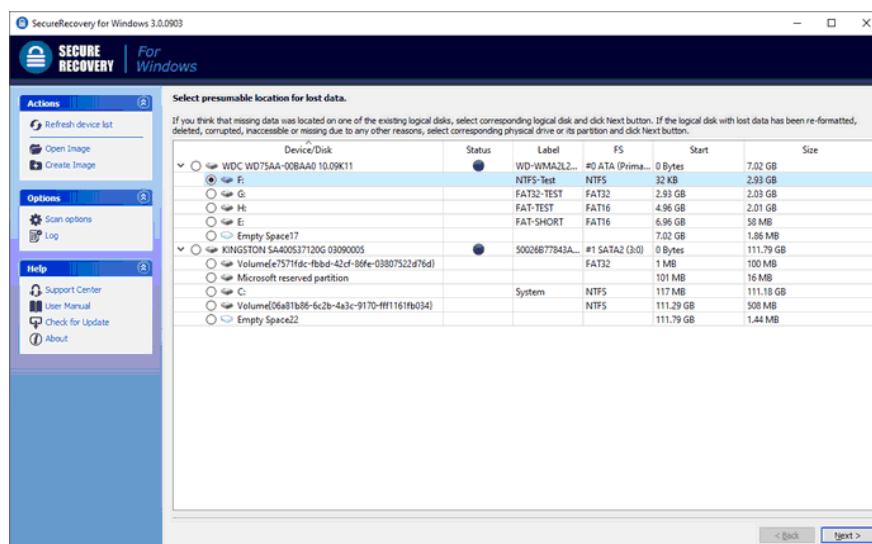 SecureRecovery for Windows 3.0.0903
SECURE RECOVERY
For Windows
Actions
Refresh device list
Open Image
Create Image
Options
Scan options
Log
Help
Support Center
User Manual
Check for Update
About
Select presumable location for lost data.
If you think that missing data was located on one of the existing logical disks, select corresponding logical disk and click Next button. If the logical disk with lost data has been re-formatted,
deleted, corrupted, inaccessible or missing due to any other reasons, select corresponding physical drive or its partition and click Next button.
Device/Disk Status Label FS Start Size
WDC WD75AA-00BAA0 10.09K11 WD-WMA2L2... #0 ATA (Prima... 0 Bytes 7.02 GB
F: NTFS-Test NTFS 32 KB 2.93 GB
G: FAT32-TEST FAT32 2.93 GB 2.03 GB
H: FAT-TEST FAT16 4.96 GB 2.01 GB
E: FAT-SHORT FAT16 6.96 GB 58 MB
Empty Space17 7.02 GB 1.86 MB
KINGSTON SA400S37120G 03090005 50026B77843A... #1 SATA2 (3:0) 0 Bytes 111.79 GB
Volume{e7571fdc-fbbd-42cf-86fe-03807522d76d} FAT32 1 MB 100 MB
Microsoft reserved partition 101 MB 16 MB
C: System NTFS 117 MB 111.18 GB
Volume{06a81b86-6c2b-4a3c-9170-fff1161fb034} NTFS 111.29 GB 508 MB
Empty Space22 111.79 GB 1.44 MB
< Back Next >